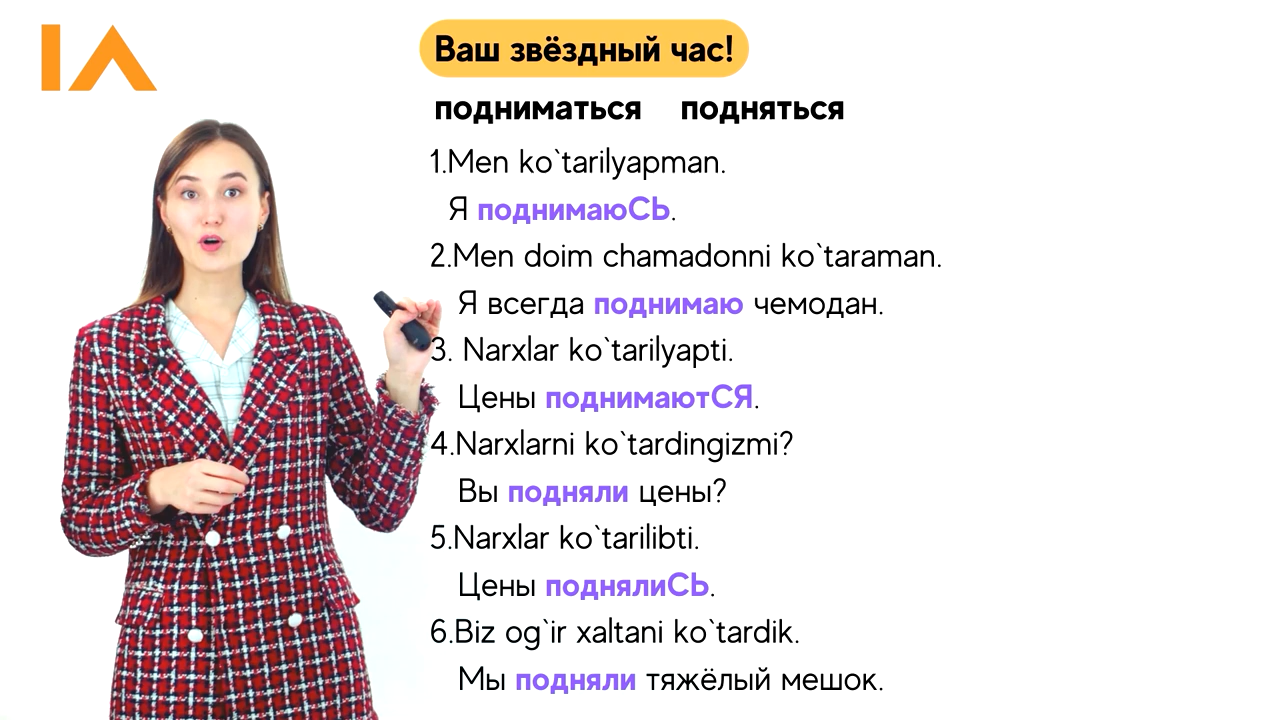 IA
Ваш звёздный час!
подниматься подняться
1.Men ko`tarilyapman.
Я поднимаюСЬ.
2.Men doim chamadonni ko`taraman.
Я всегда поднимаю чемодан.
3. Narxlar ko`tarilyapti.
Цены поднимаютСЯ.
4.Narxlarni ko`tardingizmi?
Вы подняли цены?
5.Narxlar ko`tarilibti.
Цены поднялиСЬ.
6.Biz og`ir xaltani ko`tardik.
Мы подняли тяжёлый мешок.